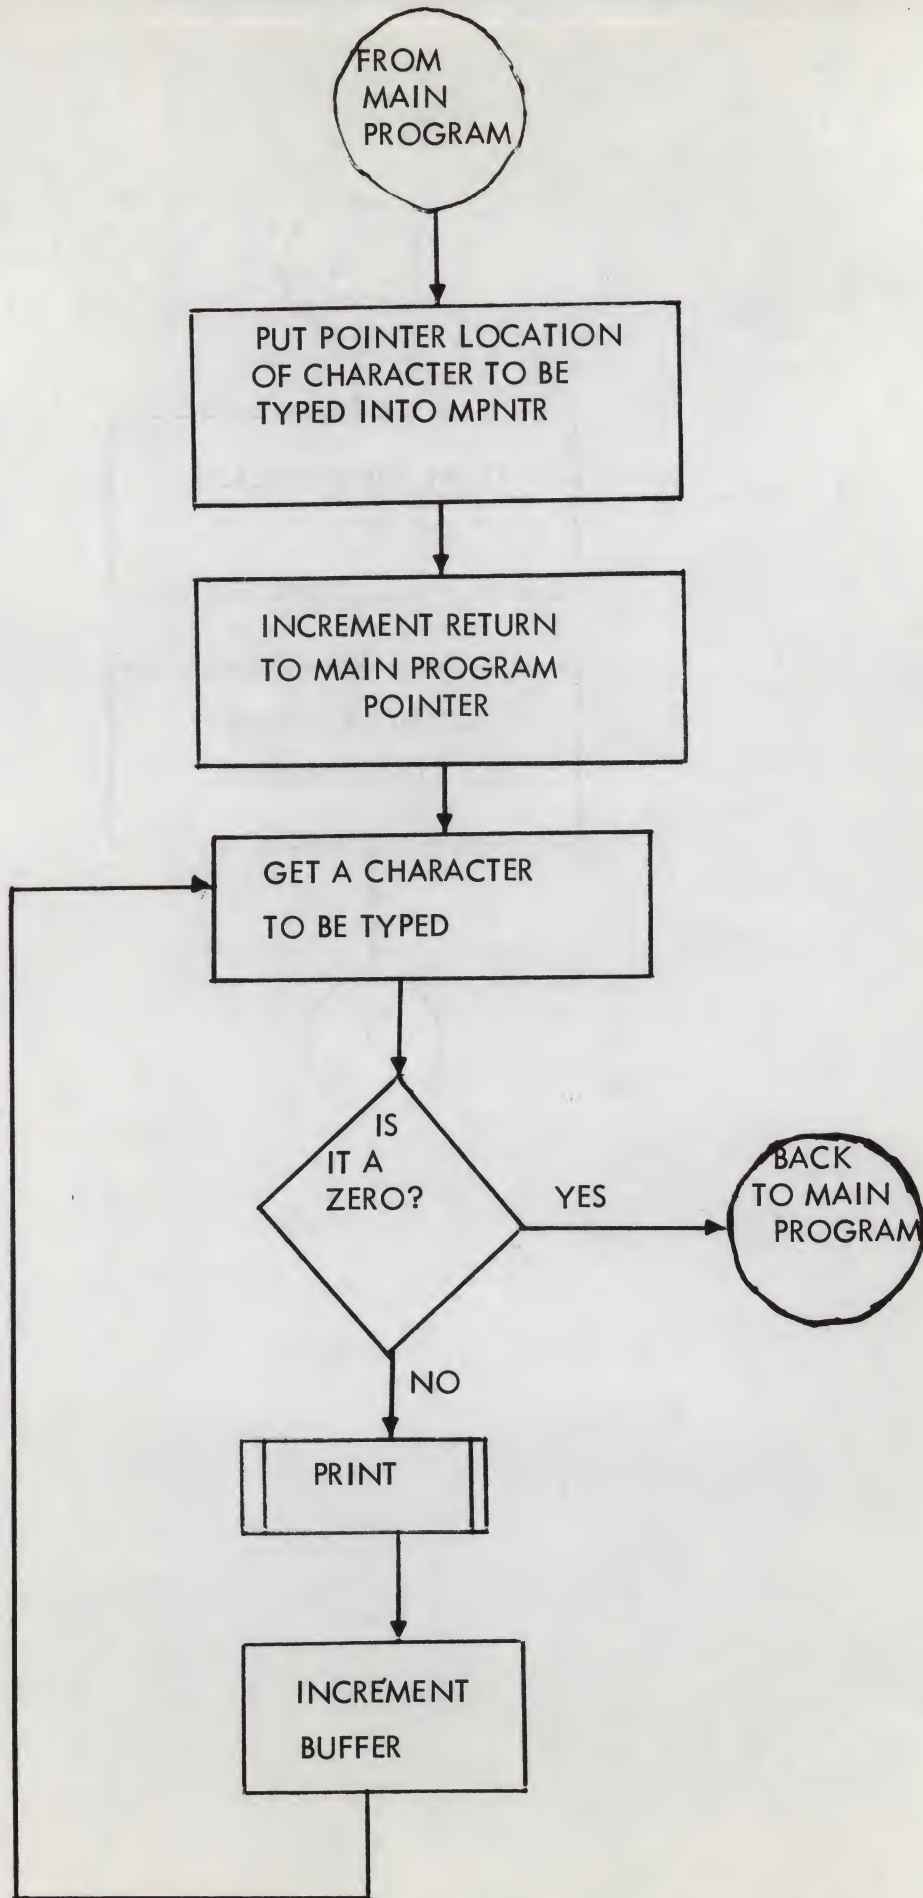 FROM
MAIN
PROGRAM
PUT POINTER LOCATION
OF CHARACTER TO BE
TYPED INTO MPNTR
INCREMENT RETURN
TO MAIN PROGRAM
POINTER
GET A CHARACTER
TO BE TYPED
IS
IT A
ZERO?
YES
BACK
TO MAIN
PROGRAM
NO
PRINT
INCREMENT
BUFFER